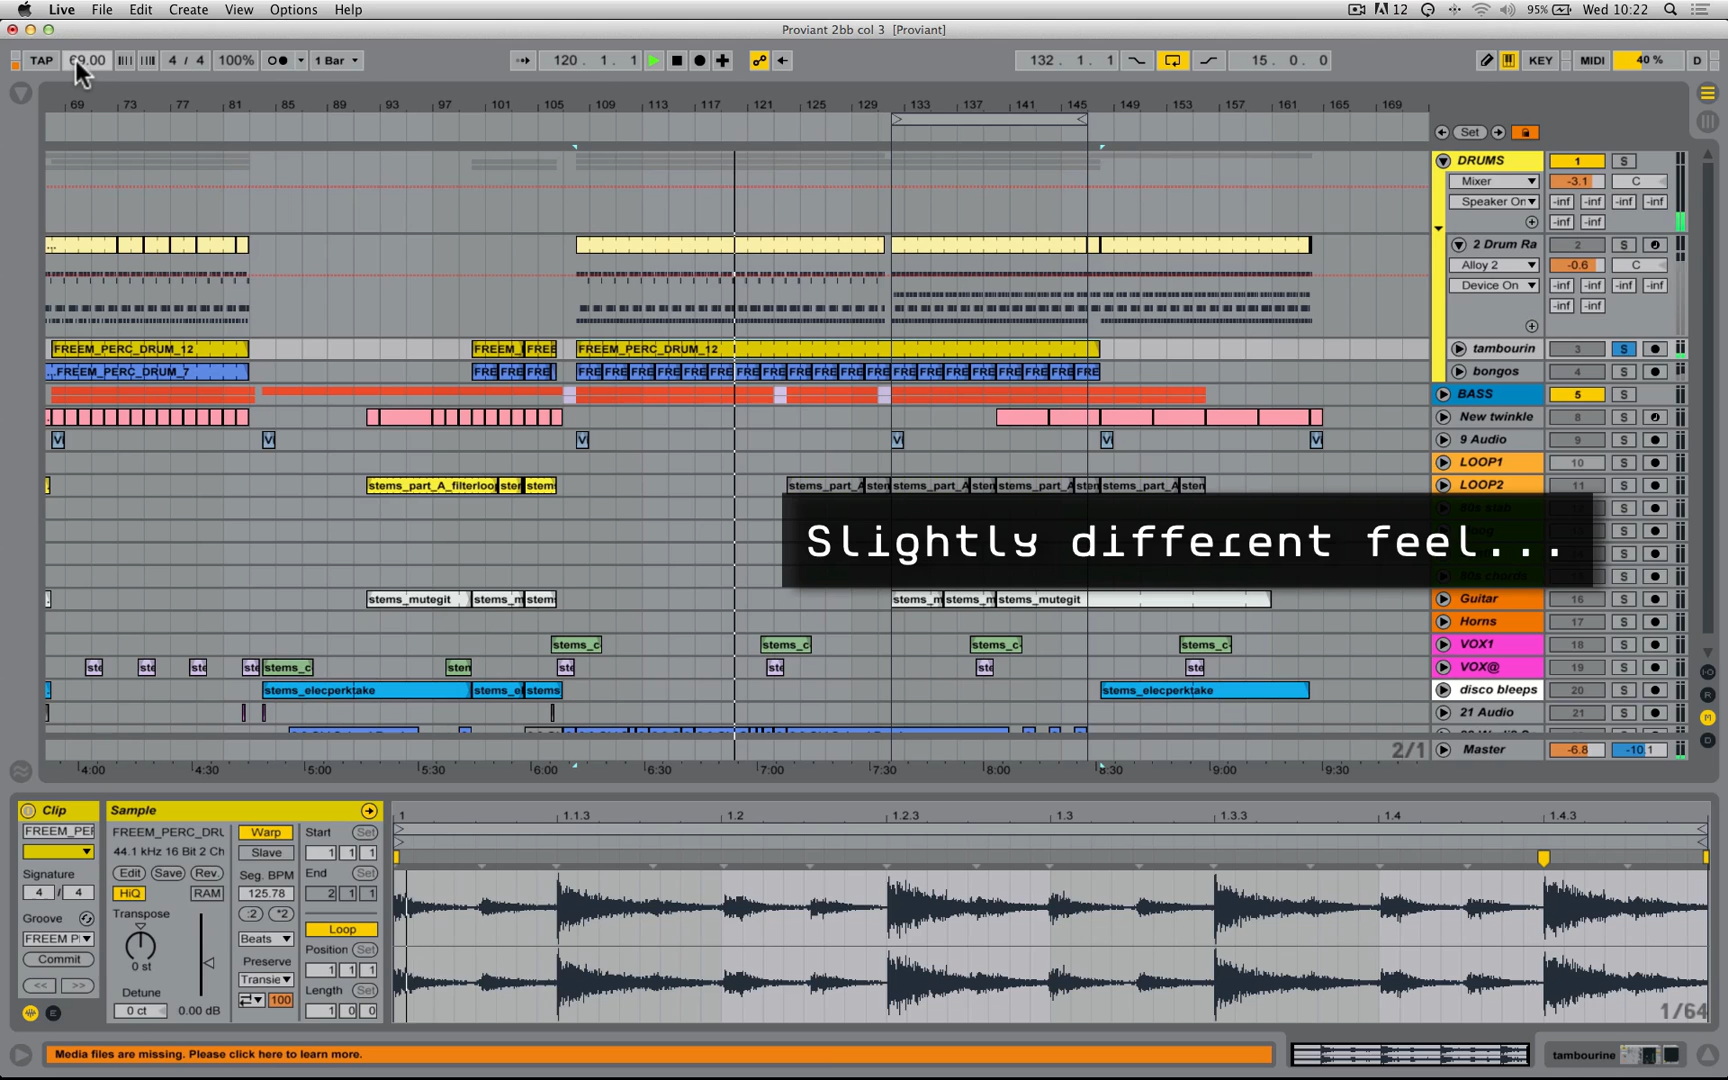 Live File Edit Create View Options Help 12 95% Wed 10:22
Proviant 2bb col 3 [Proviant]
TAP 69.00 4 / 4 100% 1 Bar 120. 1. 1 132. 1. 1 15. 0. 0 KEY MIDI 40 % D
69 73 77 81 85 89 93 97 101 105 109 113 117 121 125 129 133 137 141 145 149 153 157 161 165 169
Set
DRUMS 1 S
Mixer -3.1 C
Speaker On -inf -inf -inf -inf
-inf -inf
2 Drum Ra 2
Alloy 2 -0.6 C
Device On -inf -inf -inf -inf
-inf -inf
FREEM_PERC_DRUM_12 FREEM_ FREE FREEM_PERC_DRUM_12 tambourin 3 S
...FREEM_PERC_DRUM_7 FRE FRE FRE FRE FRE FRE FRE FRE FRE FRE FRE FRE FRE FRE FRE FRE FRE FRE FRE FRE FRE FRE FRE bongos 4 S
BASS 5 S
New twinkle 8 S
V V V V V V 9 Audio 9 S
LOOP1 10 S
stems_part_A_filterloop stem stems stems_part_A stem stems_part_A stems_part_A sten stems_part_A sten LOOP2 11 S
Slightly different feel...
80s chords
stems_mutegit stems_m stems stems_m stems_m stems_mutegit Guitar 16 S
Horns 17 S
stems_c stems_c stems_c stems_c VOX1 18 S
ste ste ste ste stems_c sten ste ste ste ste VOX@ 19 S
stems_elecperktake stems_el stems stems_elecperktake disco bleeps 20 S
21 Audio 21 S
2/1 Master -6.8 -10.1
4:00 4:30 5:00 5:30 6:00 6:30 7:00 7:30 8:00 8:30 9:00 9:30
Clip Sample
1 1.1.3 1.2 1.2.3 1.3 1.3.3 1.4 1.4.3
FREEM_PEI FREEM_PERC_DRU Warp Start Set
44.1 kHz 16 Bit 2 Ch Slave 1 1 1
Signature Edit Save Rev. Seg. BPM End Set
4 / 4 HiQ RAM 125.78 2 1 1
Groove Transpose :2 *2 Loop
FREEM P Beats Position Set
Commit 0 st Preserve 1 1 1
<< >> Detune Transie Length Set
0 ct 0.00 dB 100 1 0 0
1/64
Media files are missing. Please click here to learn more.
tambourine